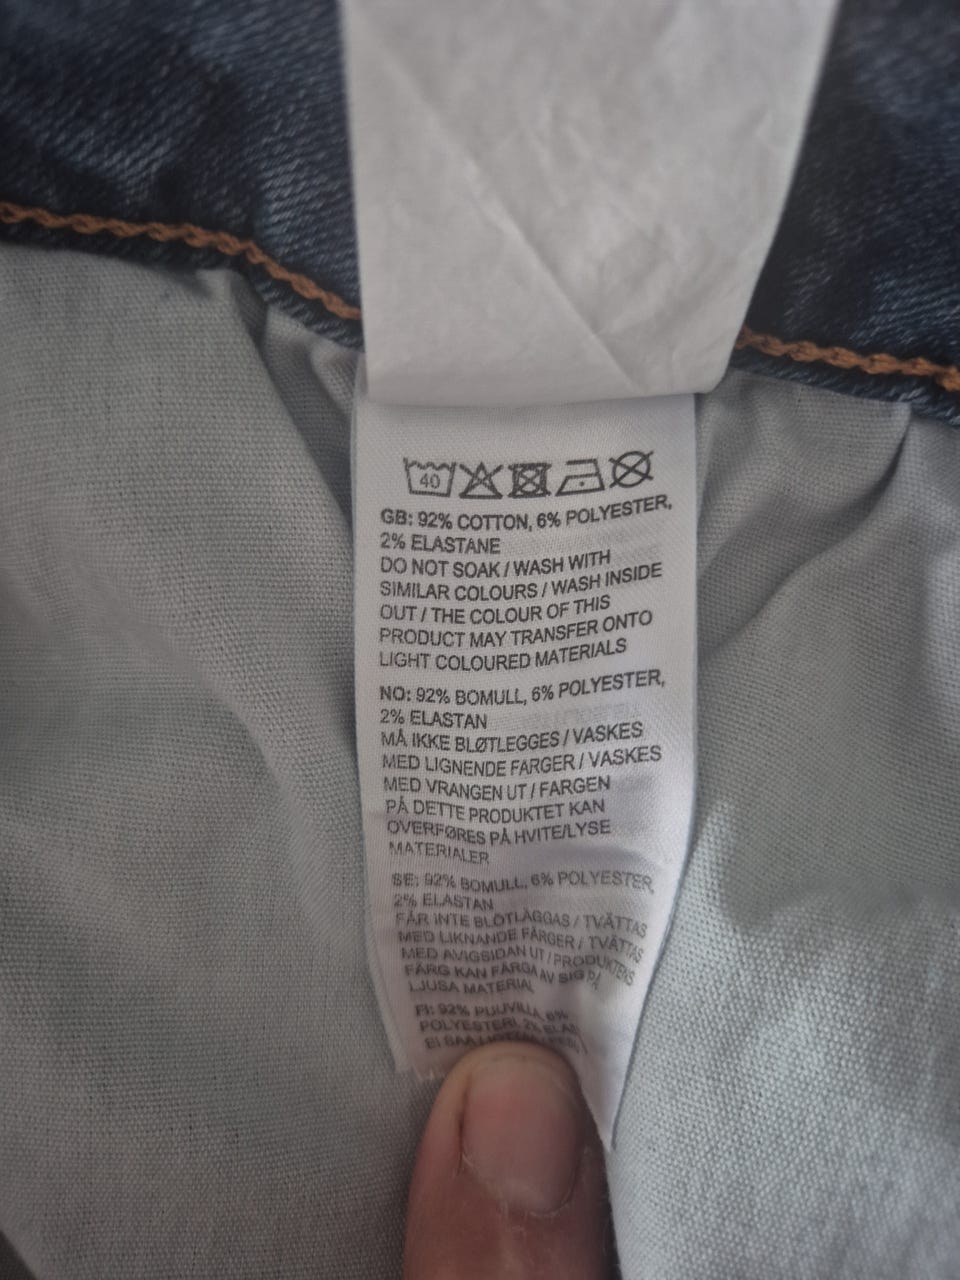 40
GB: 92% COTTON, 6% POLYESTER,
2% ELASTANE
DO NOT SOAK / WASH WITH
SIMILAR COLOURS / WASH INSIDE
OUT / THE COLOUR OF THIS
PRODUCT MAY TRANSFER ONTO
LIGHT COLOURED MATERIALS
NO: 92% BOMULL, 6% POLYESTER,
2% ELASTAN
MÅ IKKE BLØTLEGGES / VASKES
MED LIGNENDE FARGER / VASKES
MED VRANGEN UT / FARGEN
PÅ DETTE PRODUKTET KAN
OVERFØRES PÅ HVITE/LYSE
MATERIALER
SE: 92% BOMULL, 6% POLYESTER,
2% ELASTAN
FÅR INTE BLÖTLÄGGAS / TVÄTTAS
MED LIKNANDE FÄRGER / TVÄTTAS
MED AVIGSIDAN UT / PRODUKTENS
FÄRG KAN FÄRGA AV SIG PÅ
LJUSA MATERIAL
FI: 92% PUUVILLA, 6%
POLYESTERI, 2%
EI